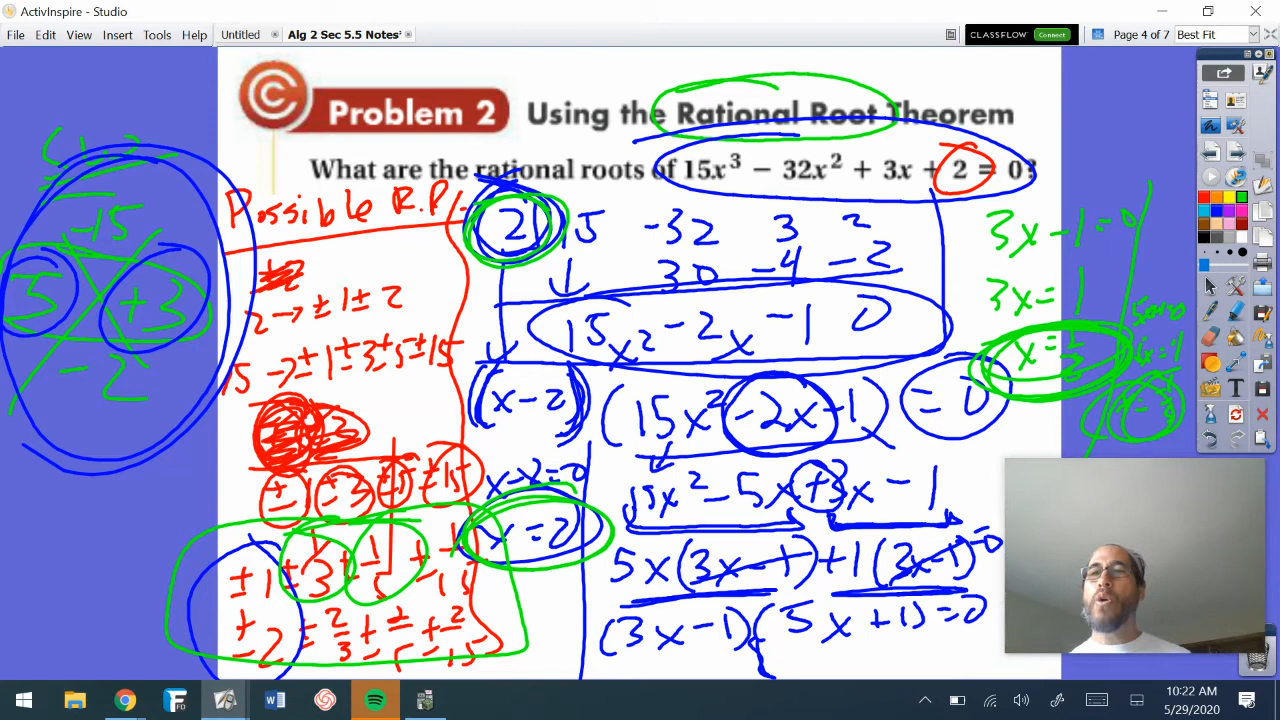 ActivInspire - Studio
File Edit View Insert Tools Help
Untitled
Alg 2 Sec 5.5 Notes*
CLASSFLOW Connect
Page 4 of 7
Best Fit
C Problem 2 Using the Rational Root Theorem
What are the rational roots of 15x³ − 32x² + 3x + 2 = 0?
Possible R.P/.
2 → ±1 ±2
15 → ±1 ±3 ±5 ±15
±1 ±1/3 ±1/5 ±1/15
±2 ±2/3 ±2/5 ±2/15
-15
-5 +3
-2
2| 15 -32 3 2
30 -4 -2
15x² -2x -1 0
(x-2) (15x² -2x -1) = 0
x-2=0
x=2
15x² -5x +3x -1
5x(3x-1)+1(3x-1)=0
(3x-1)(5x+1)=0
3x-1=0
3x=1
x=1/3
10:22 AM
5/29/2020